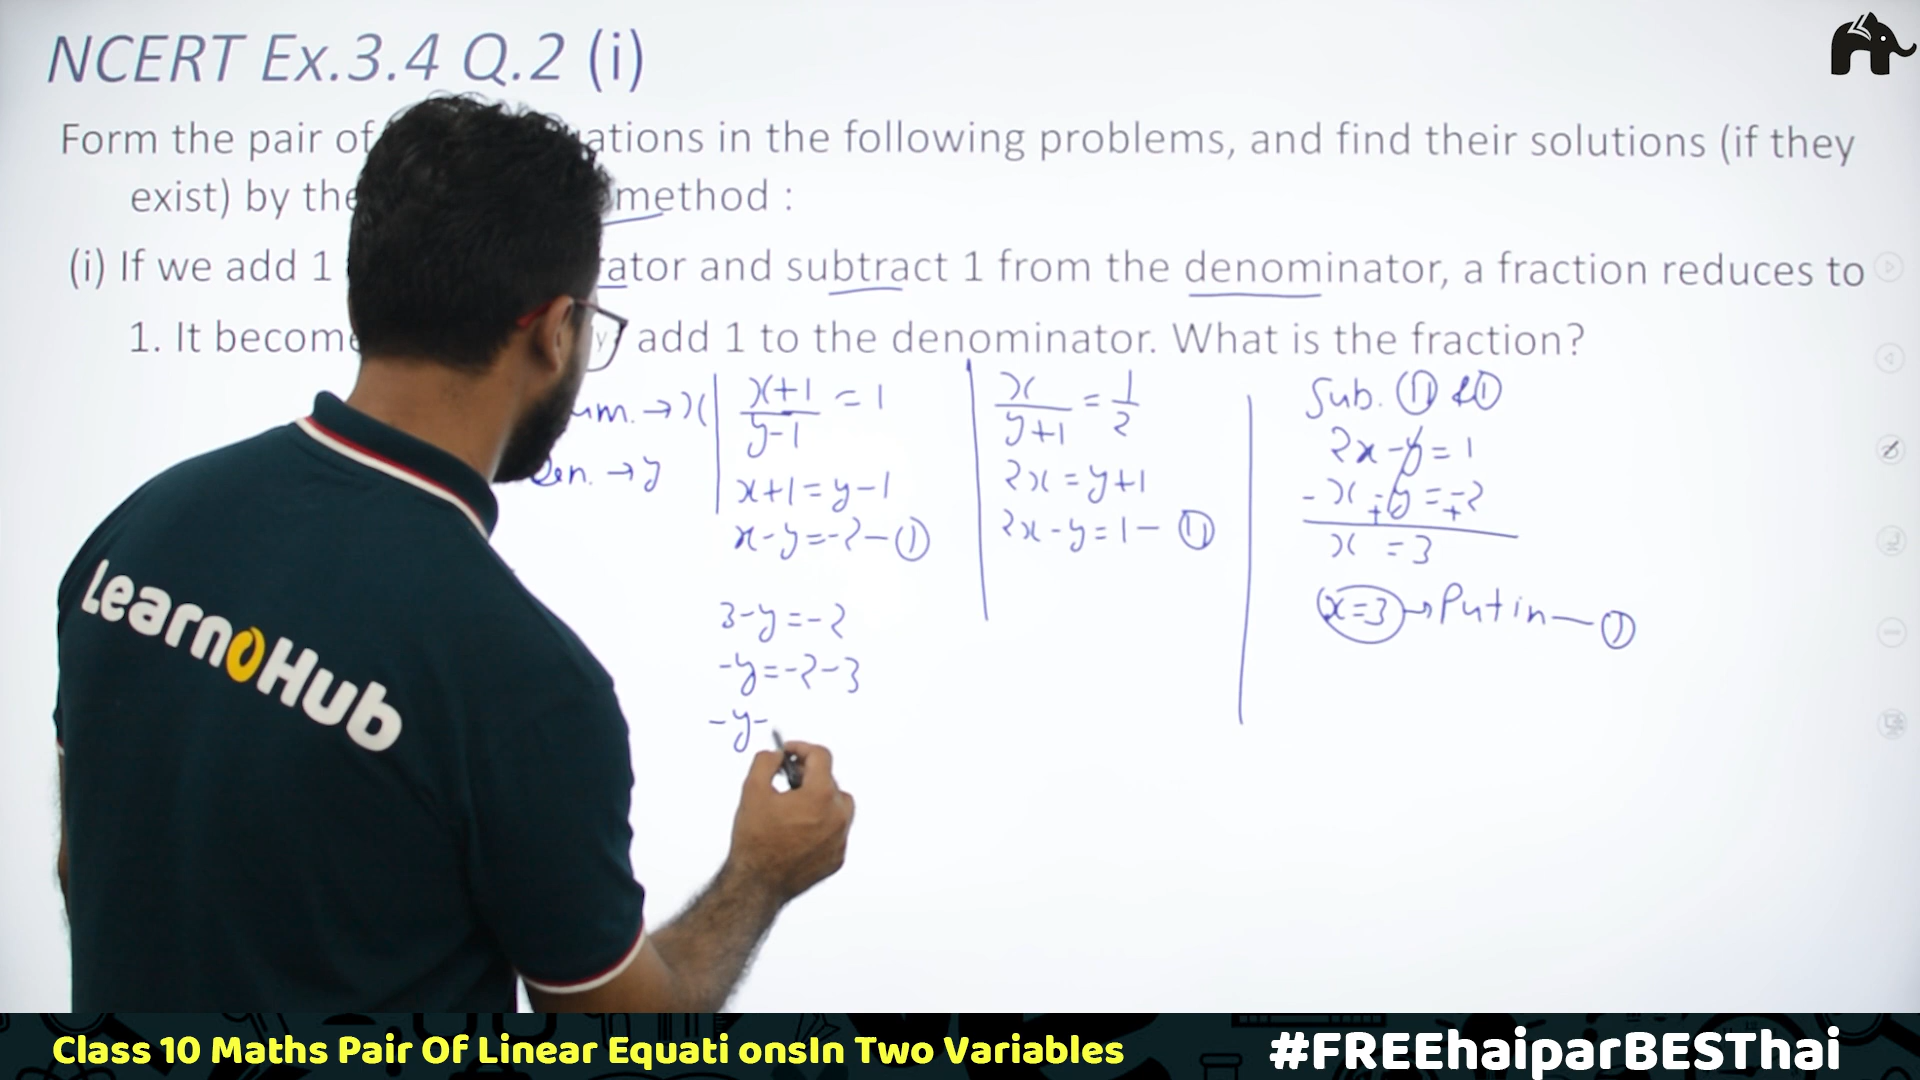 NCERT Ex.3.4 Q.2 (i)
Form the pair of ations in the following problems, and find their solutions (if they
exist) by the method :
(i) If we add 1 ator and subtract 1 from the denominator, a fraction reduces to
1. It become y add 1 to the denominator. What is the fraction?
um. → x
Den. → y
x+1/y-1 = 1
x+1 = y-1
x-y = -2 - ①
3-y = -2
-y = -2-3
-y-
x/y+1 = 1/2
2x = y+1
2x-y = 1 - ⑪
Sub. ⑪ & ①
2x - y = 1
- x - y = - 2
+ +
x = 3
x=3 → Put in — ①
LearnoHub
Class 10 Maths Pair Of Linear Equati onsIn Two Variables
#FREEhaiparBESThai